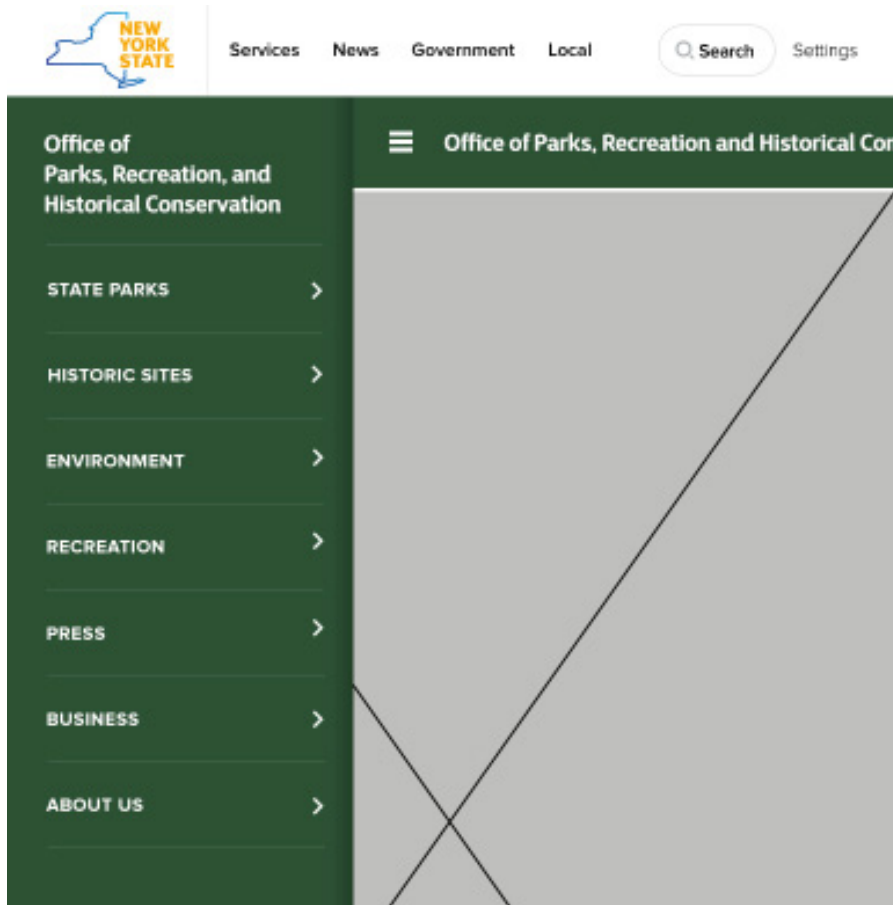 NEW
YORK
STATE
Services News Government Local Search Settings
Office of
Parks, Recreation, and
Historical Conservation
Office of Parks, Recreation and Historical
STATE PARKS
HISTORIC SITES
ENVIRONMENT
RECREATION
PRESS
BUSINESS
ABOUT US